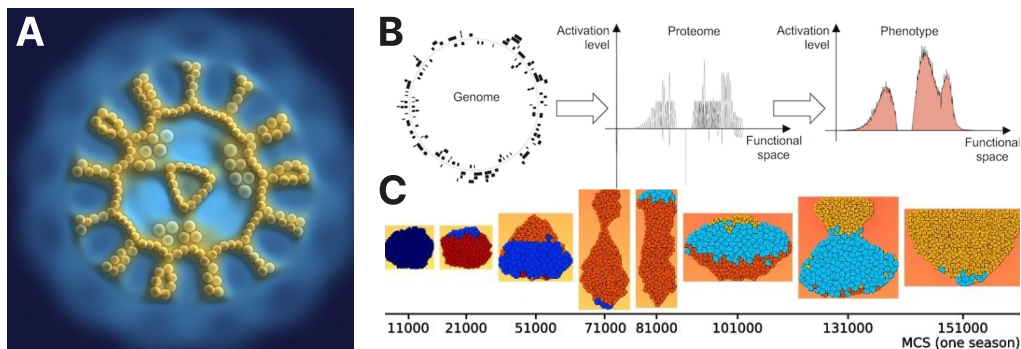 A
B
Genome
Activation
level
Proteome
Functional
space
Activation
level
Phenotype
Functional
space
C
11000 21000 51000 71000 81000 101000 131000 151000
MCS (one season)